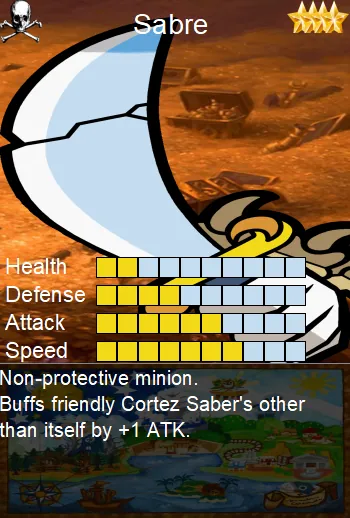 Sabre
Health
Defense
Attack
Speed
Non-protective minion.
Buffs friendly Cortez Saber's other
than itself by +1 ATK.